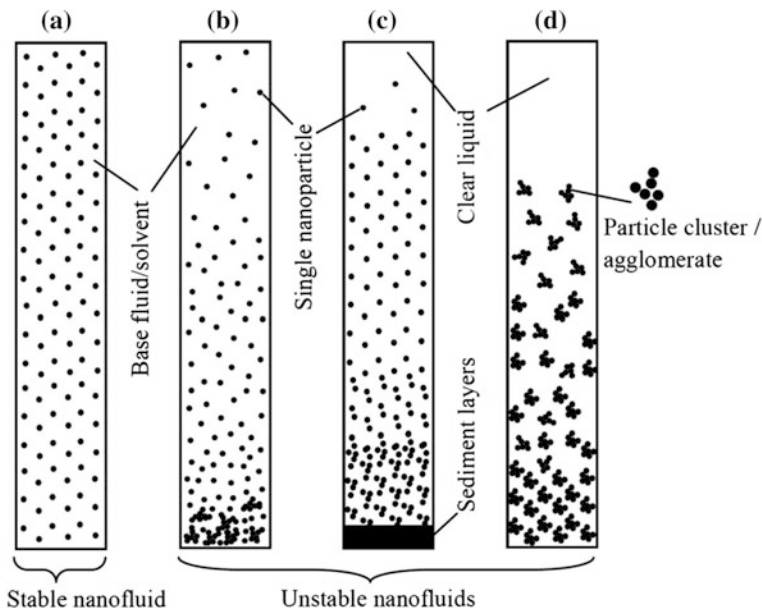 (a)
(b)
(c)
(d)
Base fluid/solvent
Single nanoparticle
Clear liquid
Sediment layers
Particle cluster /
agglomerate
Stable nanofluid
Unstable nanofluids